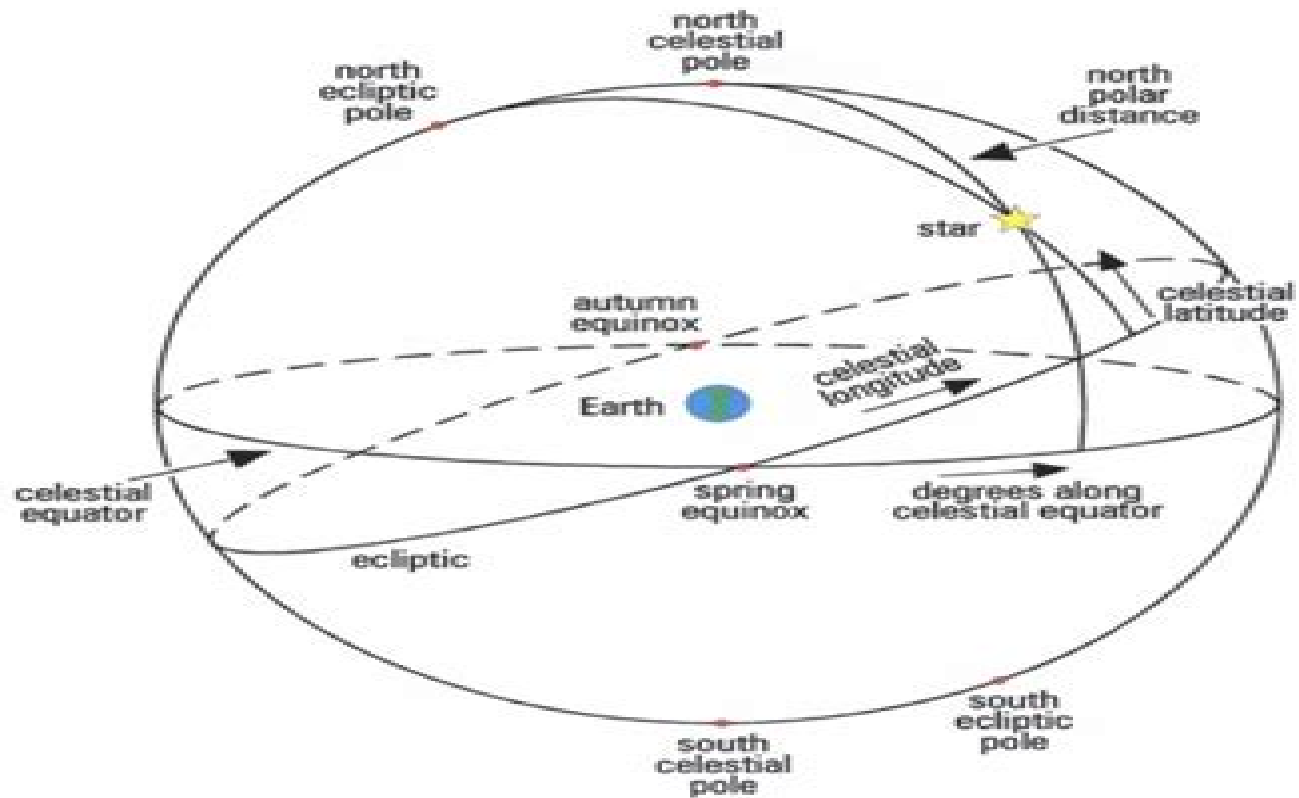 north
celestial
pole
north
ecliptic
pole
north
polar
distance
star
celestial
latitude
autumn
equinox
celestial
longitude
Earth
celestial
equator
spring
equinox
degrees along
celestial equator
ecliptic
south
ecliptic
pole
south
celestial
pole